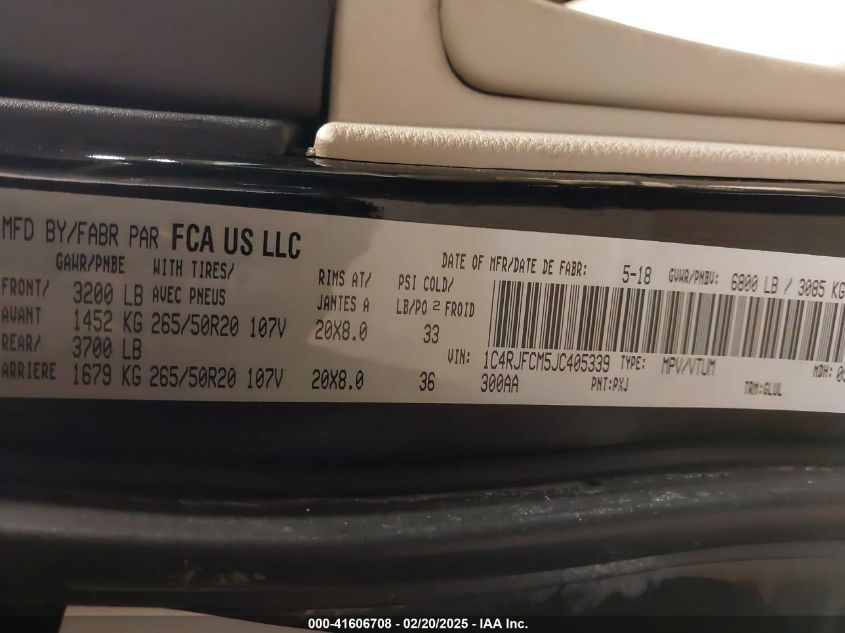 MFD BY/FABR PAR FCA US LLC
DATE OF MFR/DATE DE FABR: 5-18 GVWR/PNBV: 6800 LB / 3085 KG
GAWR/PNBE WITH TIRES/ RIMS AT/ PSI COLD/
FRONT/ 3200 LB AVEC PNEUS JANTES A LB/PO 2 FROID
AVANT 1452 KG 265/50R20 107V 20X8.0 33
REAR/ 3700 LB
VIN: 1C4RJFCM5JC405339 TYPE: MPV/VTUM MDH:
ARRIERE 1679 KG 265/50R20 107V 20X8.0 36 300AA PNT:PXJ TRM:GLUL
000-41606708 - 02/20/2025 - IAA Inc.